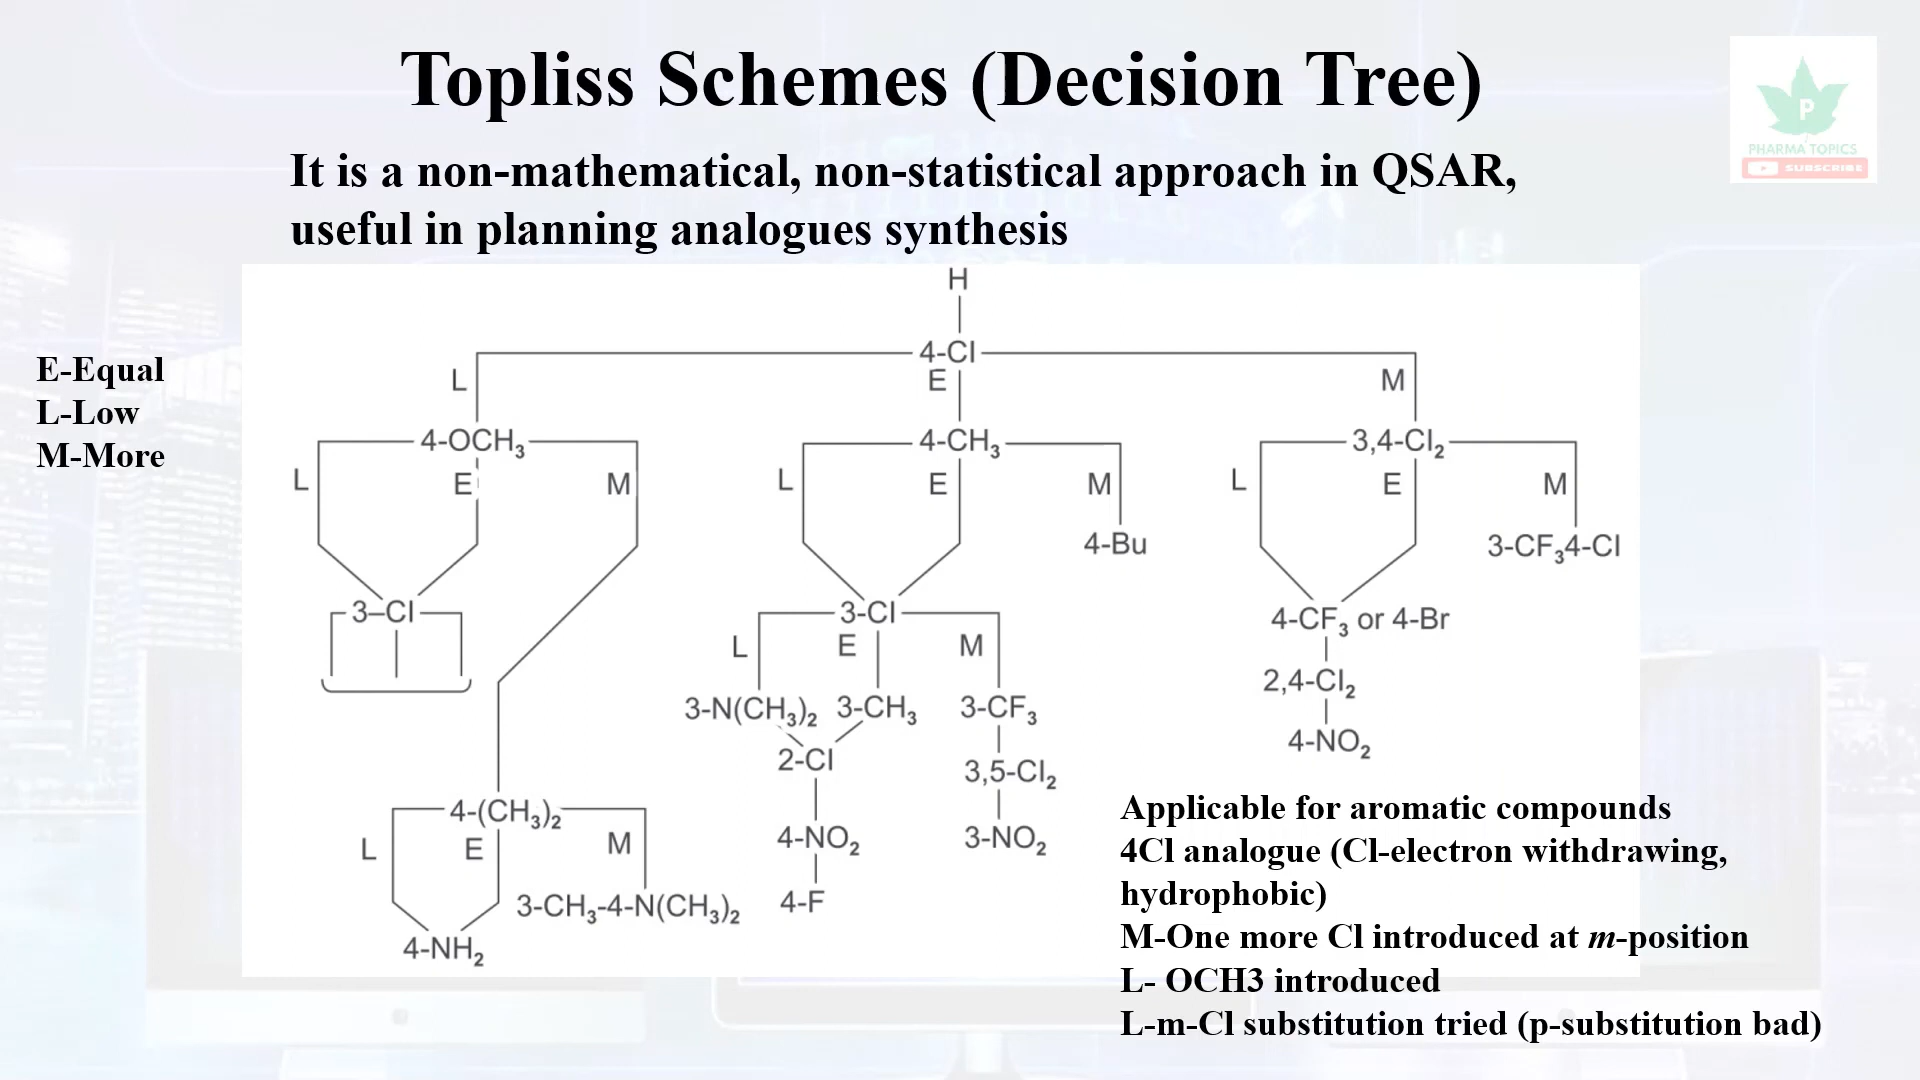 Topliss Schemes (Decision Tree)
P
PHARMA TOPICS
SUBSCRIBE
It is a non-mathematical, non-statistical approach in QSAR,
useful in planning analogues synthesis
E-Equal
L-Low
M-More
H
4-Cl
L E M
4-OCH₃ 4-CH₃ 3,4-Cl₂
L E M L E M L E M
4-Bu 3-CF₃4-Cl
3–Cl 3-Cl 4-CF₃ or 4-Br
L E M
2,4-Cl₂
3-N(CH₃)₂ 3-CH₃ 3-CF₃
4-NO₂
2-Cl 3,5-Cl₂
4-(CH₃)₂ 4-NO₂ 3-NO₂
L E M
3-CH₃-4-N(CH₃)₂ 4-F
4-NH₂
Applicable for aromatic compounds
4Cl analogue (Cl-electron withdrawing,
hydrophobic)
M-One more Cl introduced at m-position
L- OCH3 introduced
L-m-Cl substitution tried (p-substitution bad)